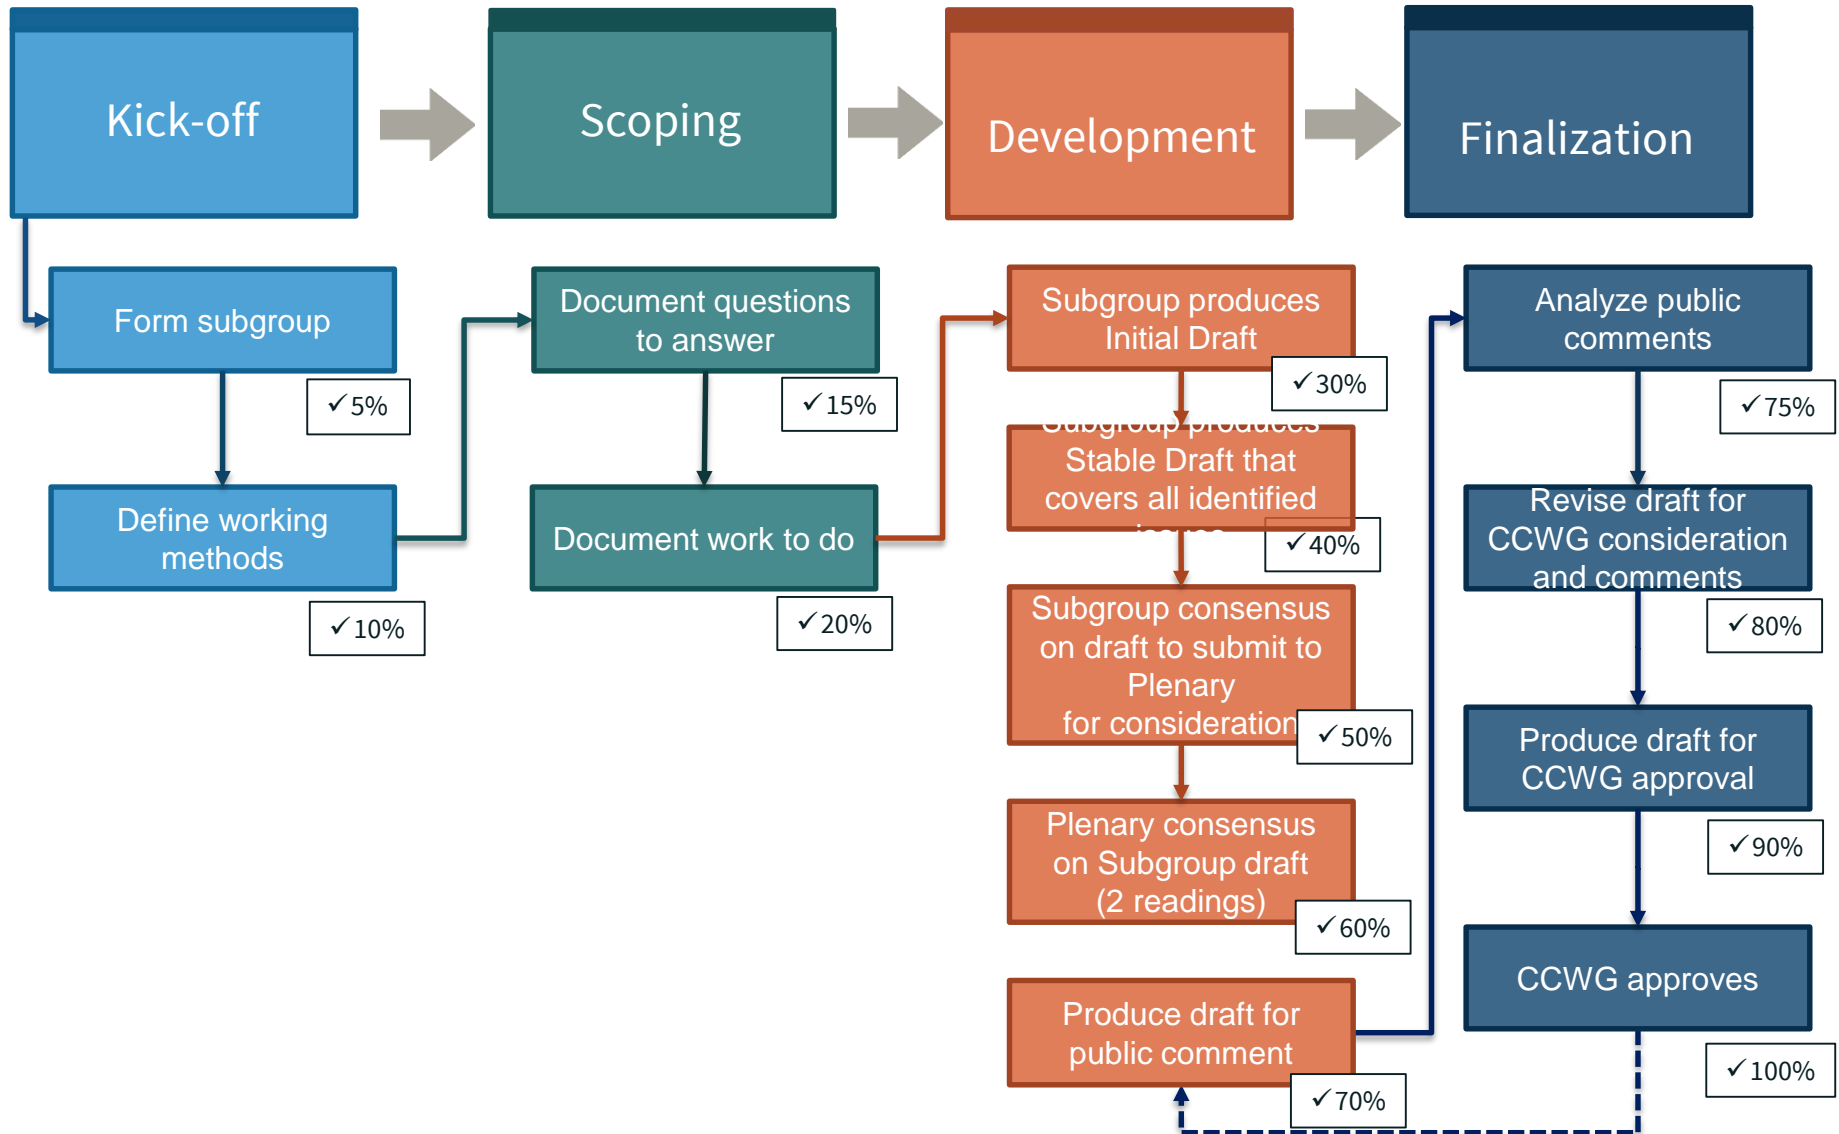 Kick-off
Scoping
Development
Finalization
Form subgroup
✓5%
Define working
methods
✓10%
Document questions
to answer
✓15%
Document work to do
✓20%
Subgroup produces
Initial Draft
✓30%
Subgroup produces
Stable Draft that
covers all identified
issues
✓40%
Subgroup consensus
on draft to submit to
Plenary
for consideration
✓50%
Plenary consensus
on Subgroup draft
(2 readings)
✓60%
Produce draft for
public comment
✓70%
Analyze public
comments
✓75%
Revise draft for
CCWG consideration
and comments
✓80%
Produce draft for
CCWG approval
✓90%
CCWG approves
✓100%